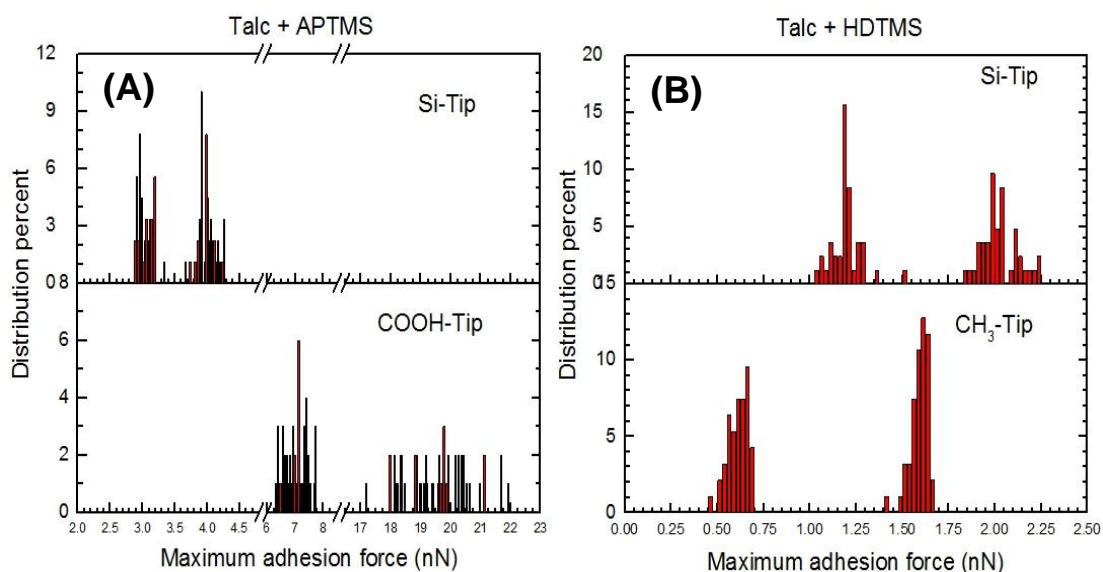 Talc + APTMS
Talc + HDTMS
(A)
(B)
Si-Tip
Si-Tip
COOH-Tip
CH₃-Tip
Distribution percent
Distribution percent
12
9
6
3
0
8
6
4
2
0
2.0 2.5 3.0 3.5 4.0 4.5 6 7 8 17 18 19 20 21 22 23
Maximum adhesion force (nN)
20
15
10
5
0
15
10
5
0
0.00 0.25 0.50 0.75 1.00 1.25 1.50 1.75 2.00 2.25 2.50
Maximum adhesion force (nN)